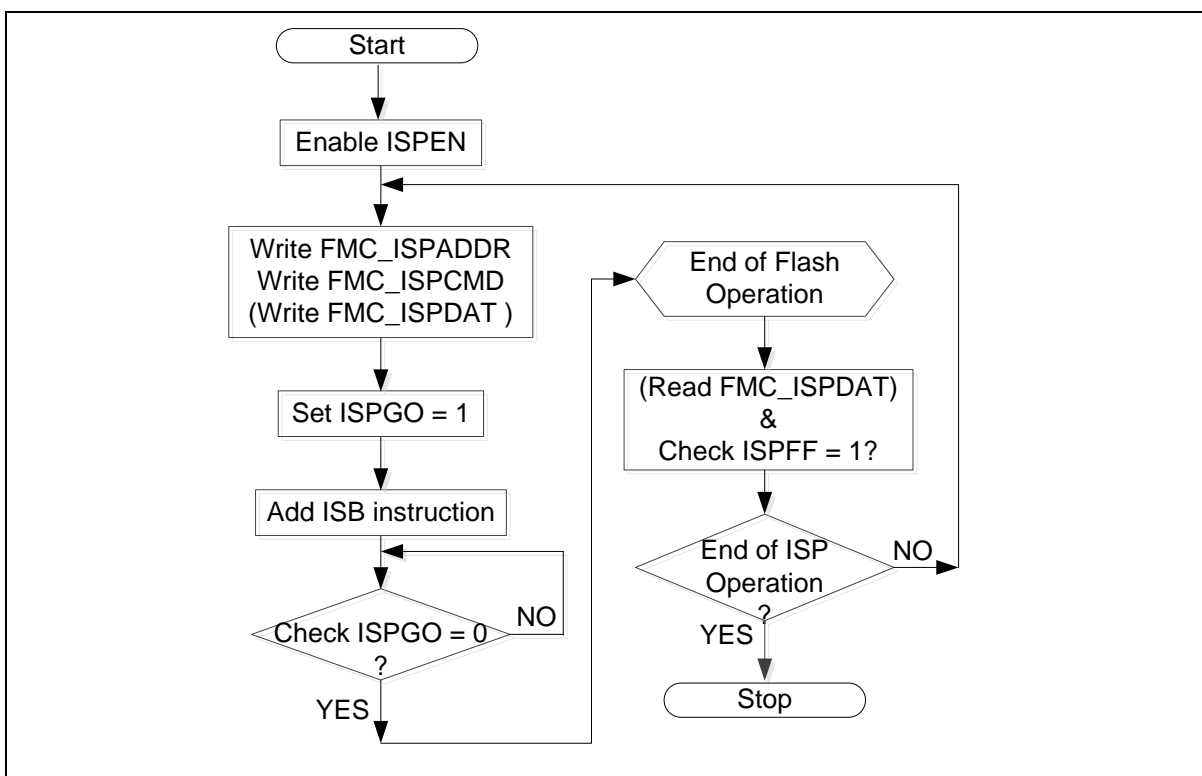 Start
Enable ISPEN
Write FMC_ISPADDR
Write FMC_ISPCMD
(Write FMC_ISPDAT )
Set ISPGO = 1
Add ISB instruction
Check ISPGO = 0
?
NO
YES
End of Flash
Operation
(Read FMC_ISPDAT)
&
Check ISPFF = 1?
End of ISP
Operation
?
NO
YES
Stop